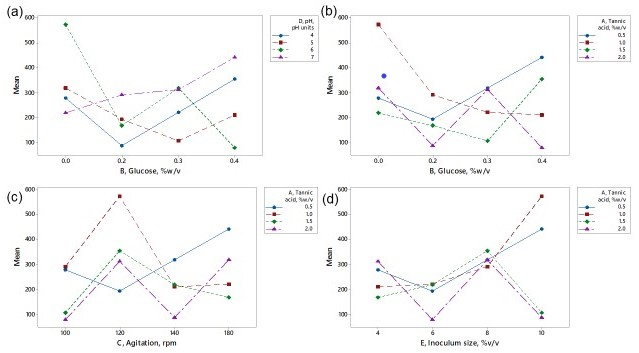 (a)
600
500
400
300
200
100
Mean
0.0 0.2 0.3 0.4
B, Glucose, %w/v
D, pH,
pH units
4
5
6
7
(b)
600
500
400
300
200
100
Mean
0.0 0.2 0.3 0.4
B, Glucose, %w/v
A, Tannic
acid, %w/v
0.5
1.0
1.5
2.0
(c)
600
500
400
300
200
100
Mean
100 120 140 180
C, Agitation, rpm
A, Tannic
acid, %w/v
0.5
1.0
1.5
2.0
(d)
600
500
400
300
200
100
Mean
4 6 8 10
E, Inoculum size, %v/v
A, Tannic
acid, %w/v
0.5
1.0
1.5
2.0